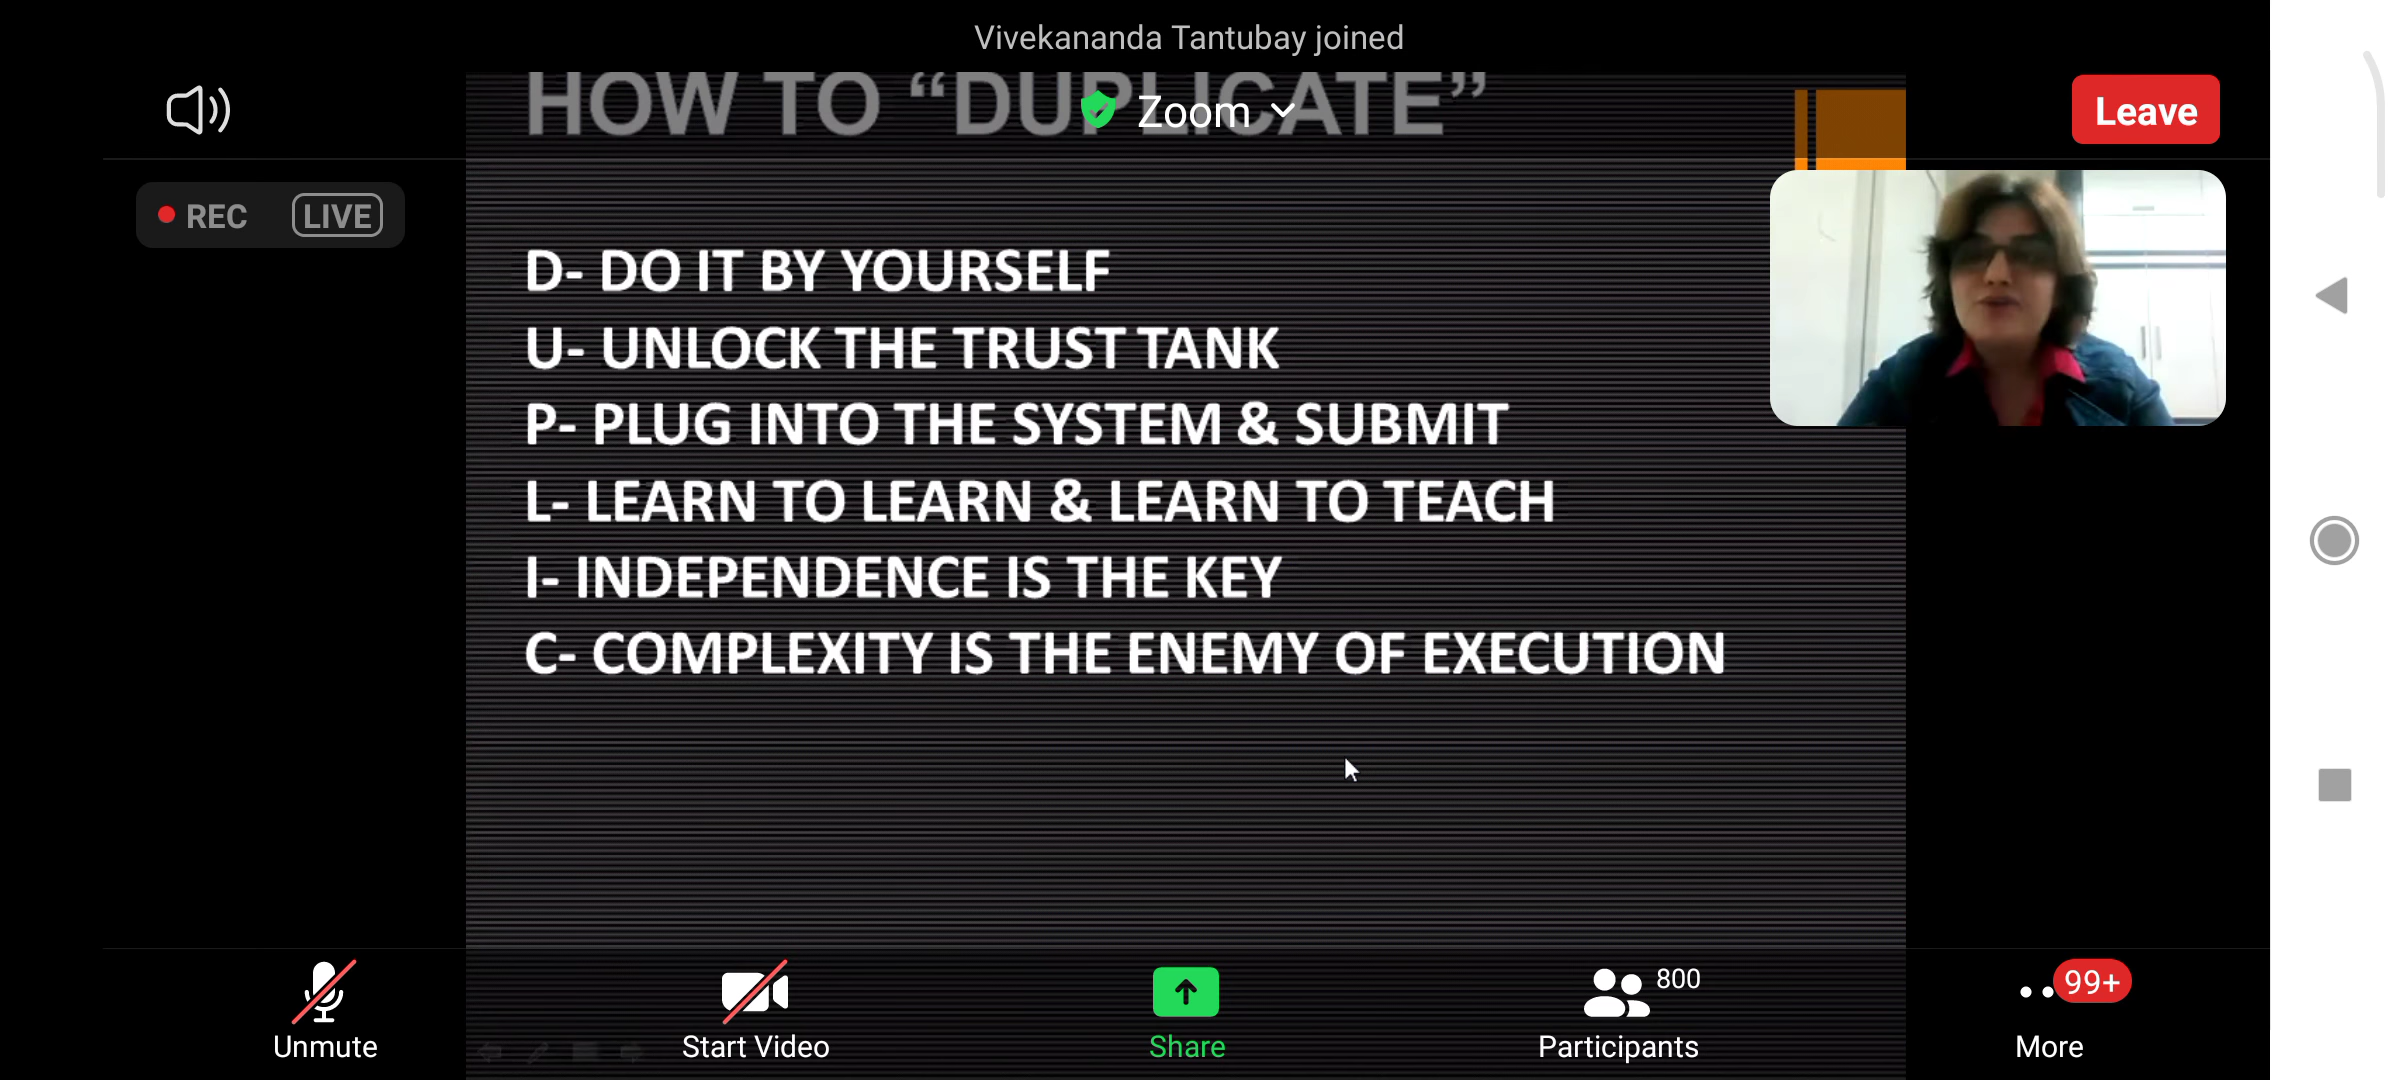 Vivekananda Tantubay joined
HOW TO “DUPLICATE”
Zoom
Leave
REC LIVE
D- DO IT BY YOURSELF
U- UNLOCK THE TRUST TANK
P- PLUG INTO THE SYSTEM & SUBMIT
L- LEARN TO LEARN & LEARN TO TEACH
I- INDEPENDENCE IS THE KEY
C- COMPLEXITY IS THE ENEMY OF EXECUTION
800
99+
Unmute
Start Video
Share
Participants
More